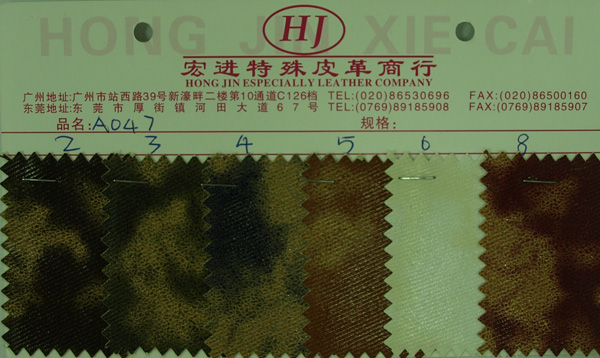 HONG JIN XIE CAI
HJ
宏进特殊皮革商行
HONG JIN ESPECIALLY LEATHER COMPANY
广州地址:广州市站西路39号新濠畔二楼第10通道C126档 TEL:(020)86530696 FAX:(020)86500160
东莞地址:东莞市厚街镇河田大道67号 TEL:(0769)89185908 FAX:(0769)89185907
品名: A047 规格:
2 3 4 5 6 8